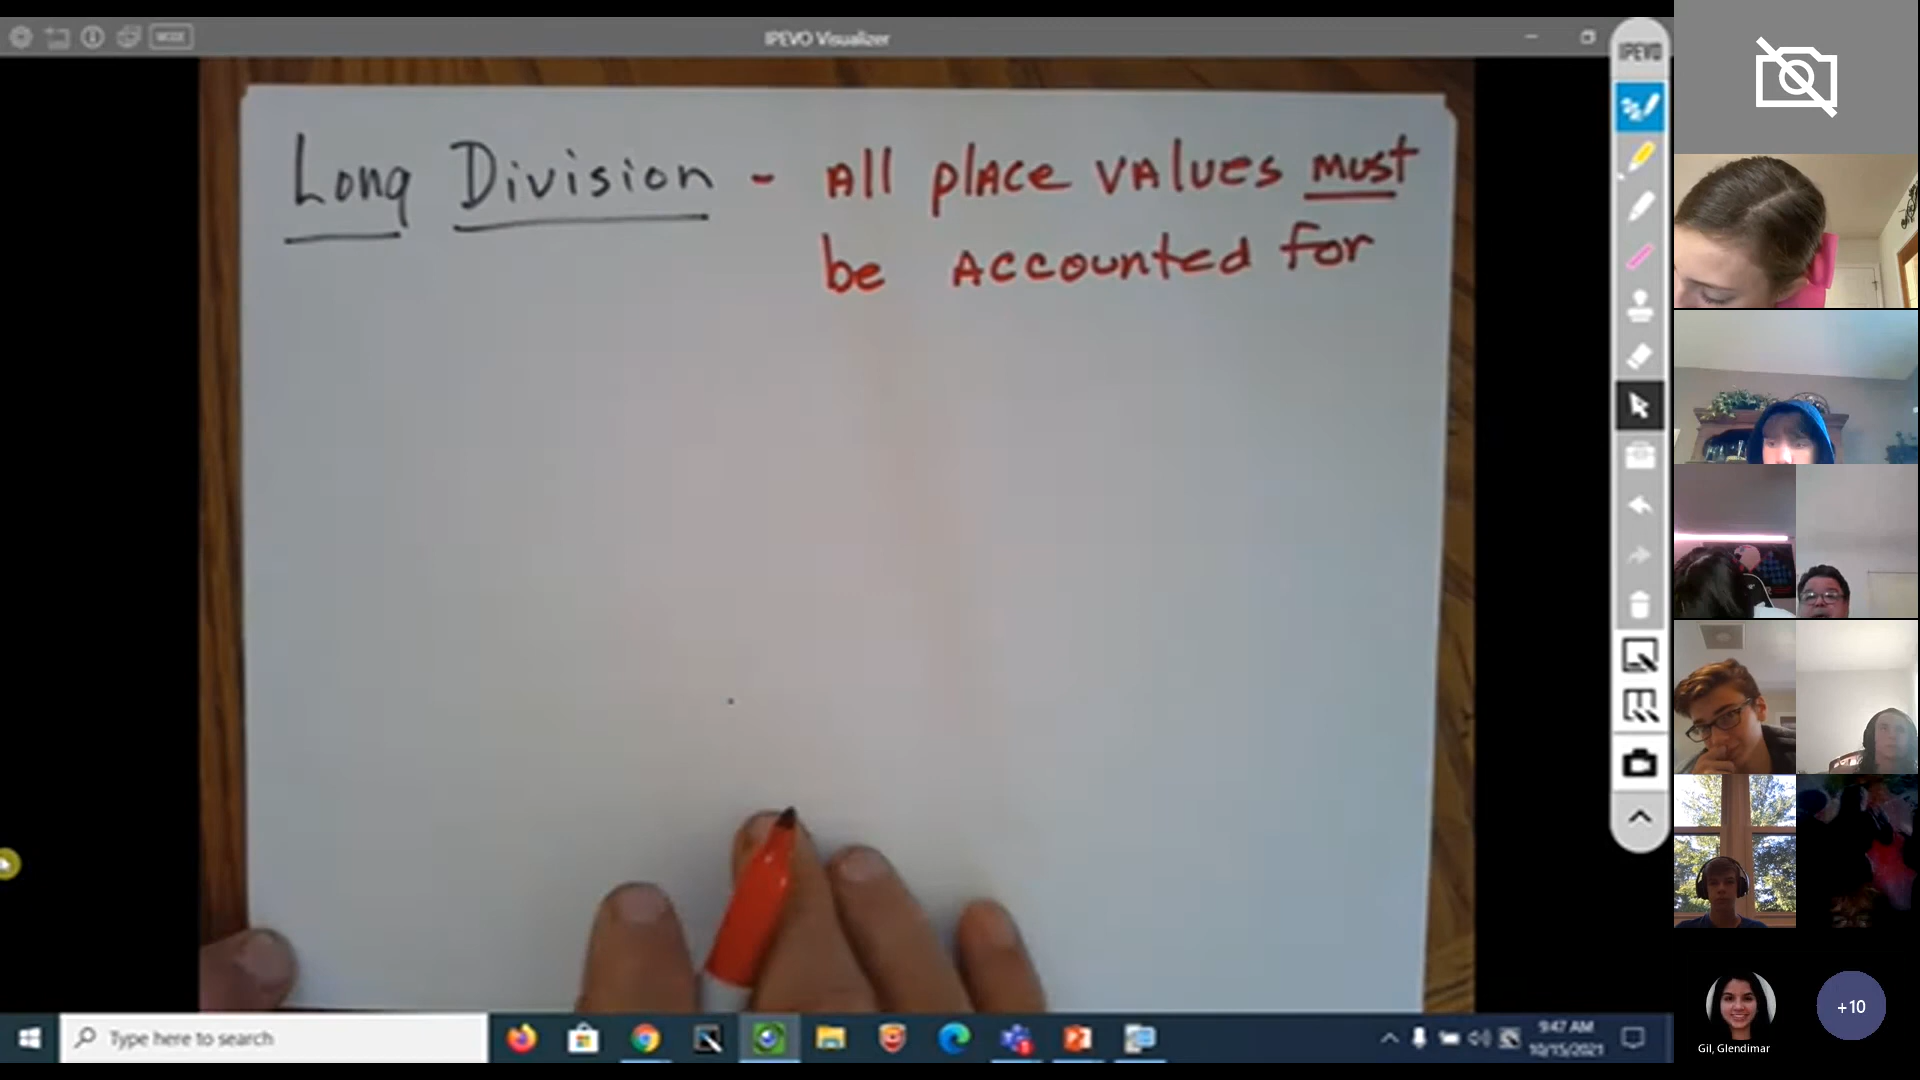 IPEVO Visualizer
IPEVO
Long Division - All place values must
be accounted for
Type here to search
9:47 AM
10/15/2021
Gil, Glendimar
+10